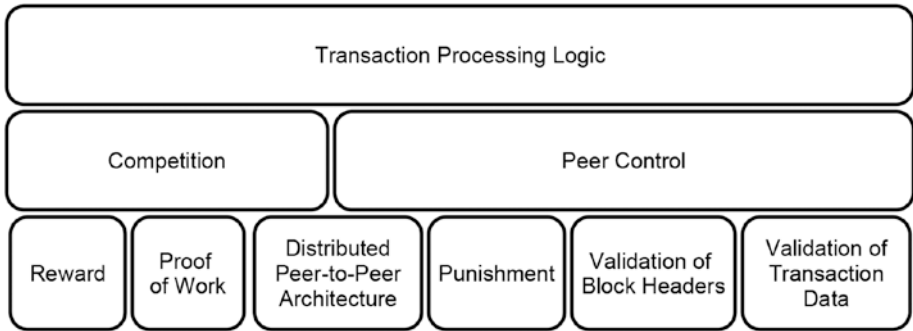 Transaction Processing Logic
Competition
Peer Control
Reward
Proof
of Work
Distributed
Peer-to-Peer
Architecture
Punishment
Validation of
Block Headers
Validation of
Transaction
Data